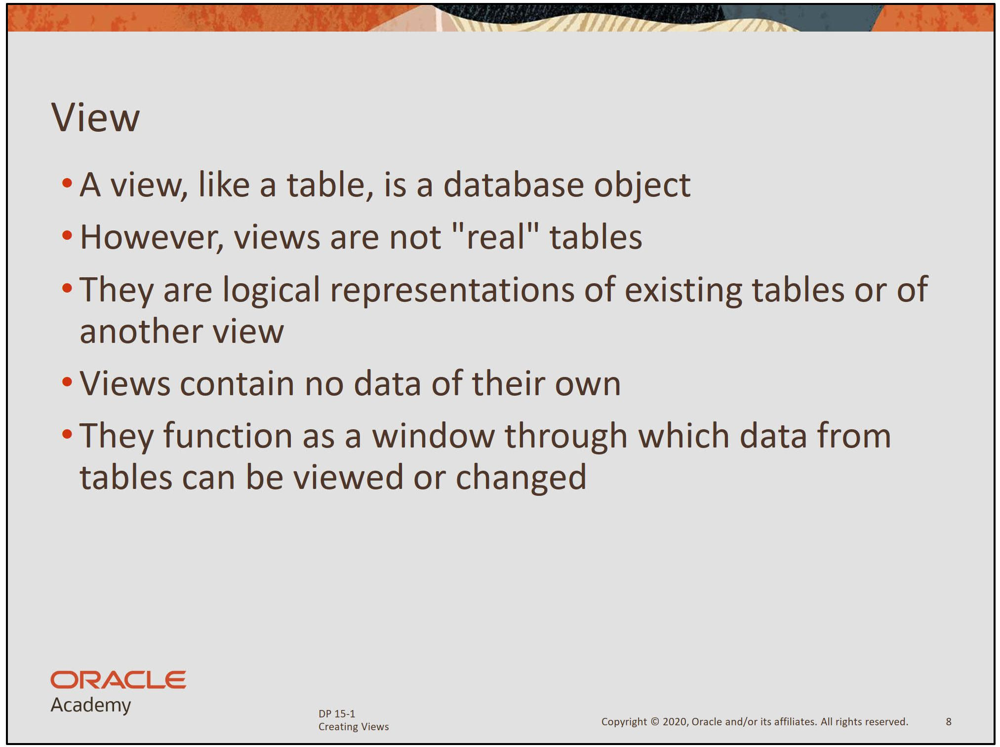 View
• A view, like a table, is a database object
• However, views are not "real" tables
• They are logical representations of existing tables or of
another view
• Views contain no data of their own
• They function as a window through which data from
tables can be viewed or changed
ORACLE
Academy
DP 15-1
Creating Views
Copyright © 2020, Oracle and/or its affiliates. All rights reserved.
8